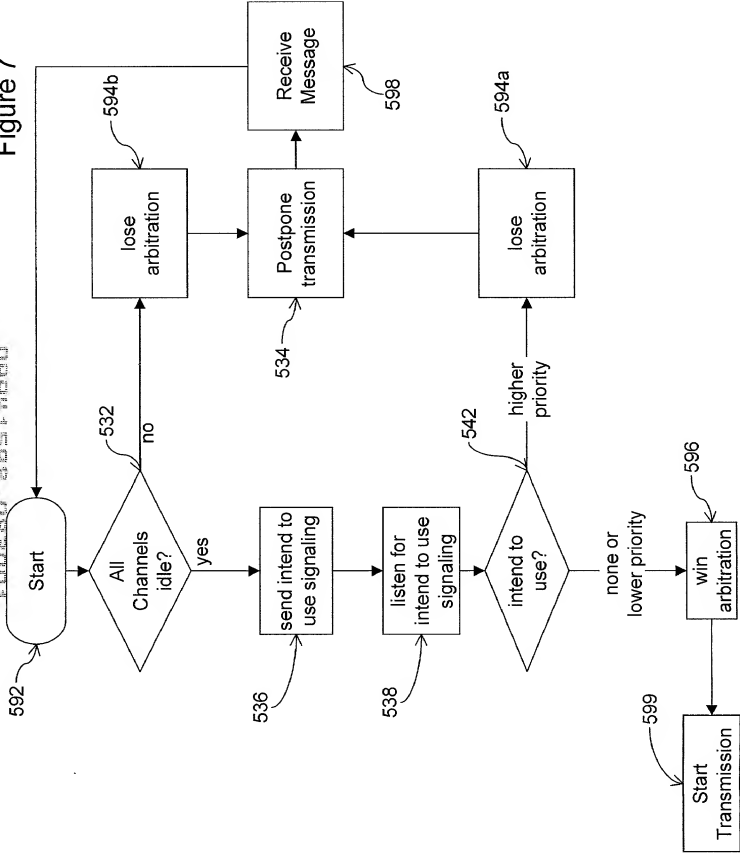 Figure 7
592
Start
532
All
Channels
idle?
no
594b
lose
arbitration
Receive
Message
598
yes
534
Postpone
transmission
536
send intend to
use signaling
538
listen for
intend to use
signaling
542
intend to
use?
higher
priority
594a
lose
arbitration
none or
lower priority
596
win
arbitration
599
Start
Transmission